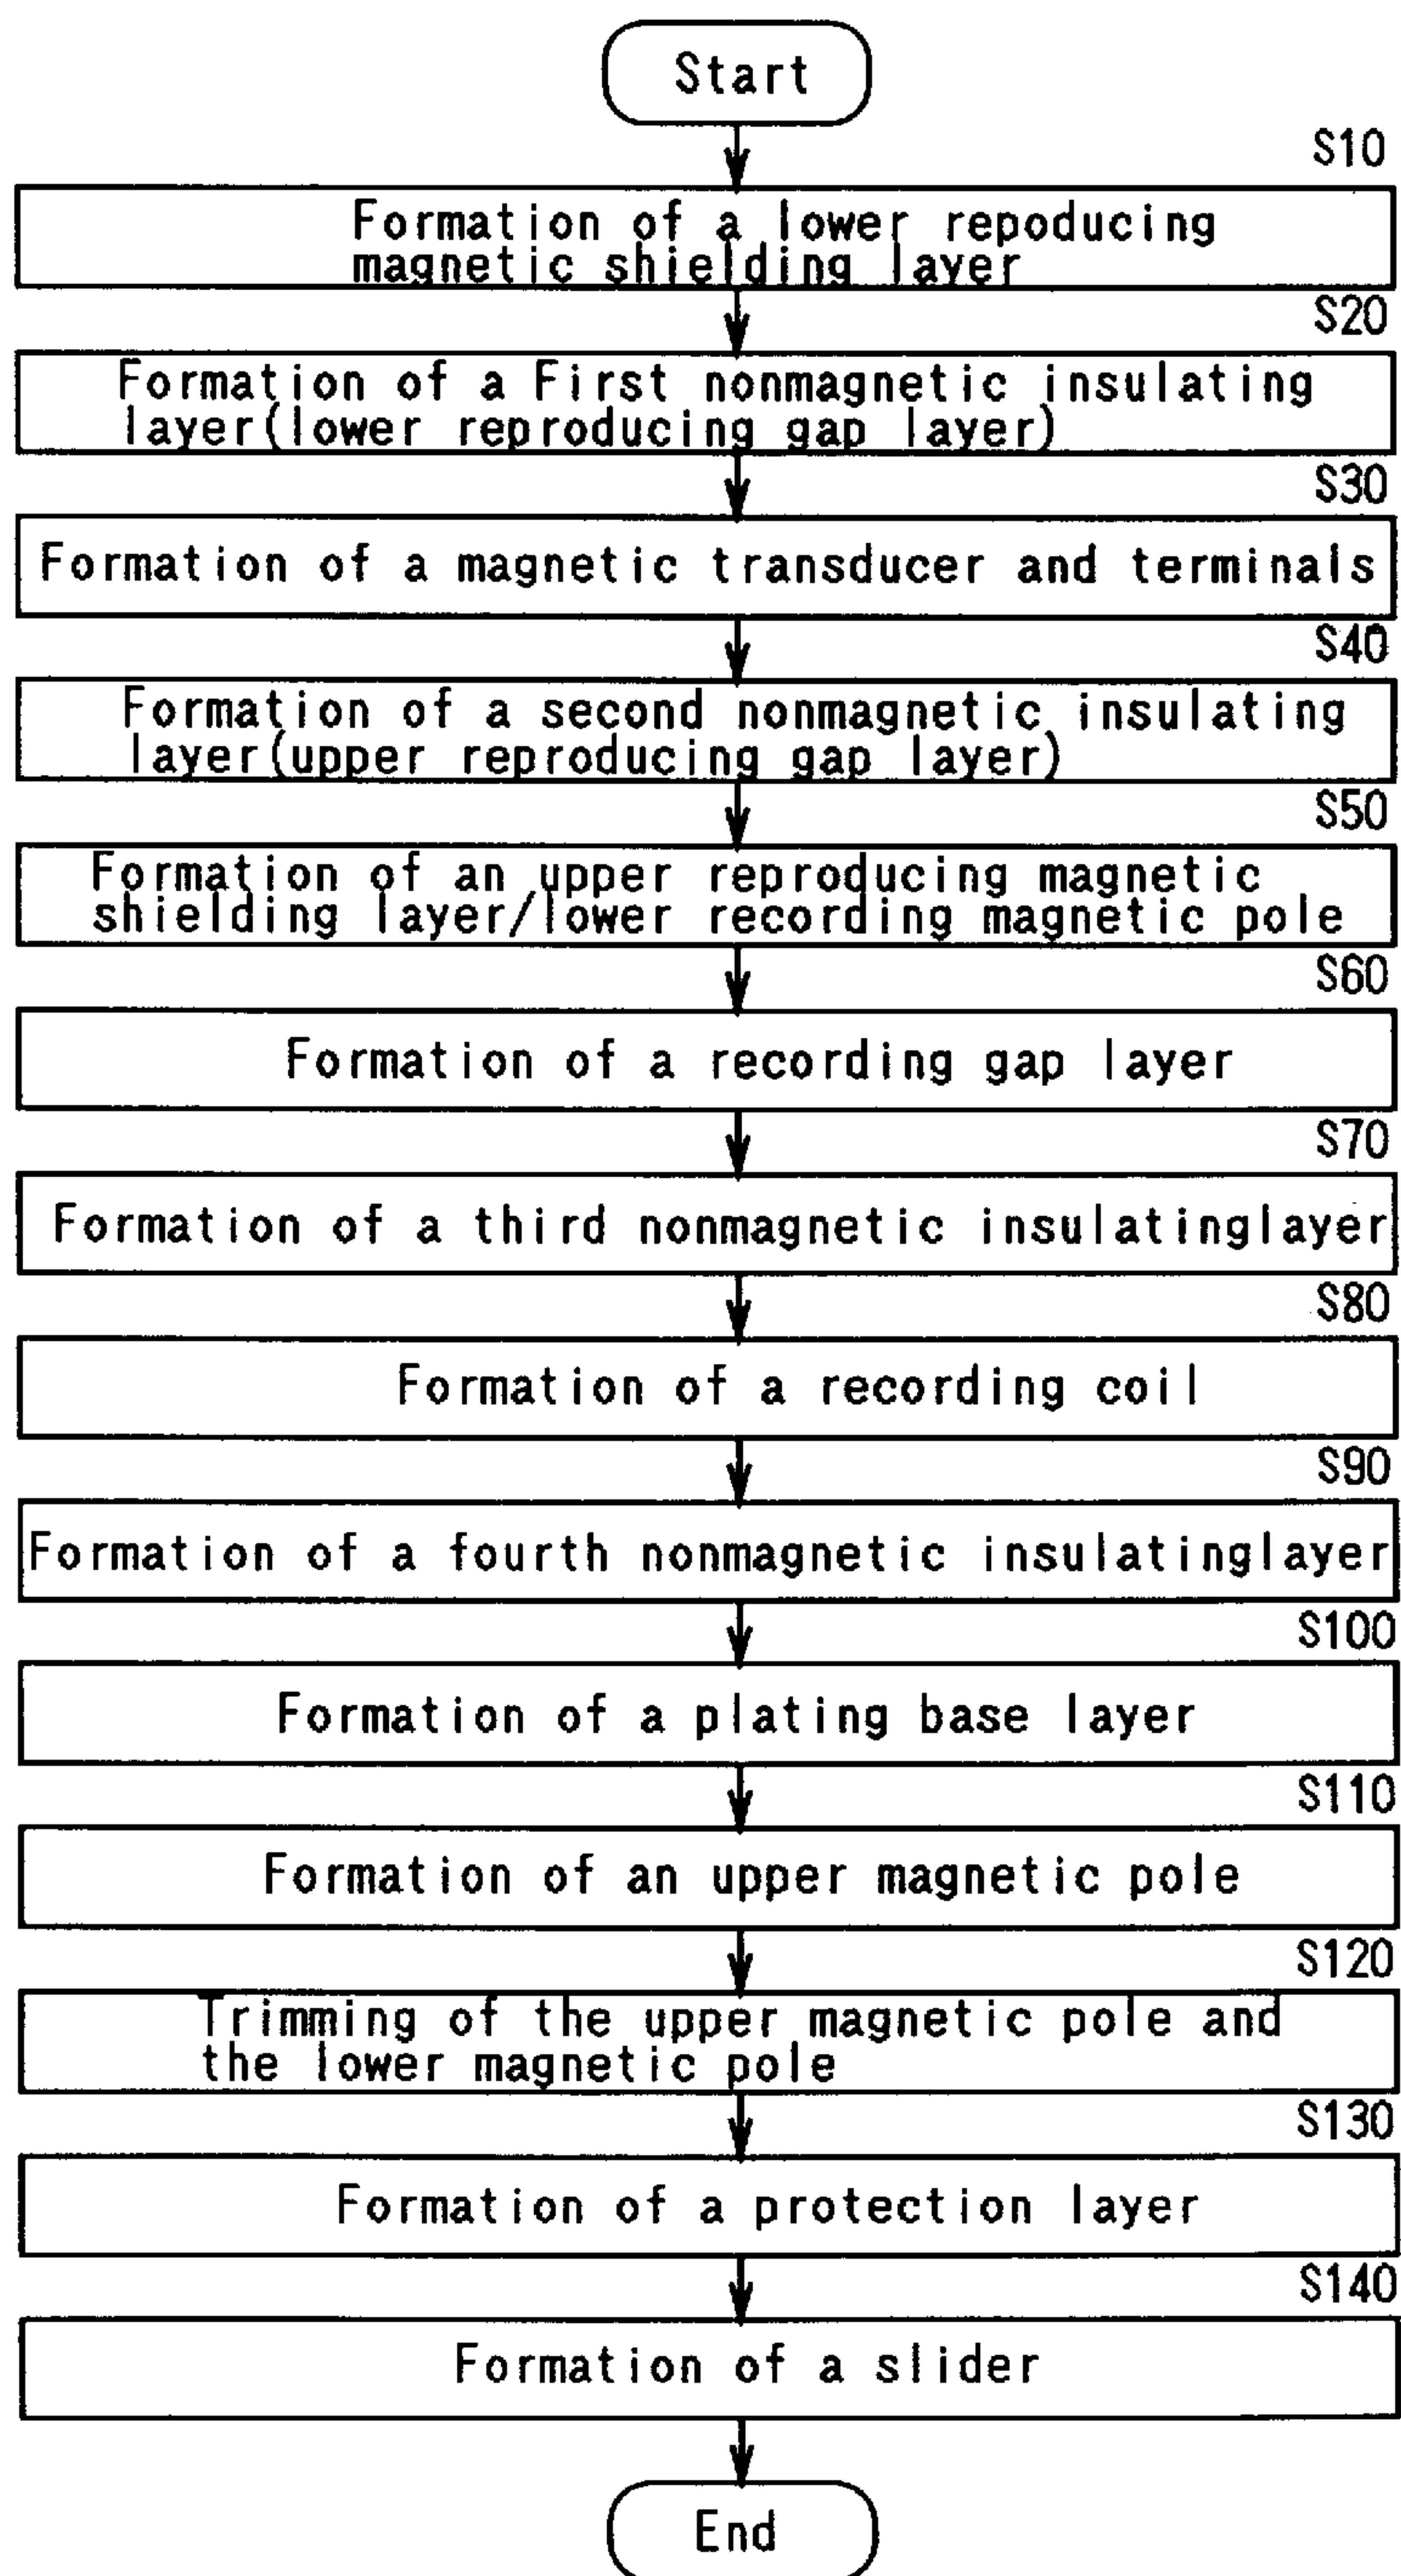 Start
S10
Formation of a lower repoducing
magnetic shielding layer
S20
Formation of a First nonmagnetic insulating
layer(lower reproducing gap layer)
S30
Formation of a magnetic transducer and terminals
S40
Formation of a second nonmagnetic insulating
layer(upper reproducing gap layer)
S50
Formation of an upper reproducing magnetic
shielding layer/lower recording magnetic pole
S60
Formation of a recording gap layer
S70
Formation of a third nonmagnetic insulatinglayer
S80
Formation of a recording coil
S90
Formation of a fourth nonmagnetic insulatinglayer
S100
Formation of a plating base layer
S110
Formation of an upper magnetic pole
S120
Trimming of the upper magnetic pole and
the lower magnetic pole
S130
Formation of a protection layer
S140
Formation of a slider
End